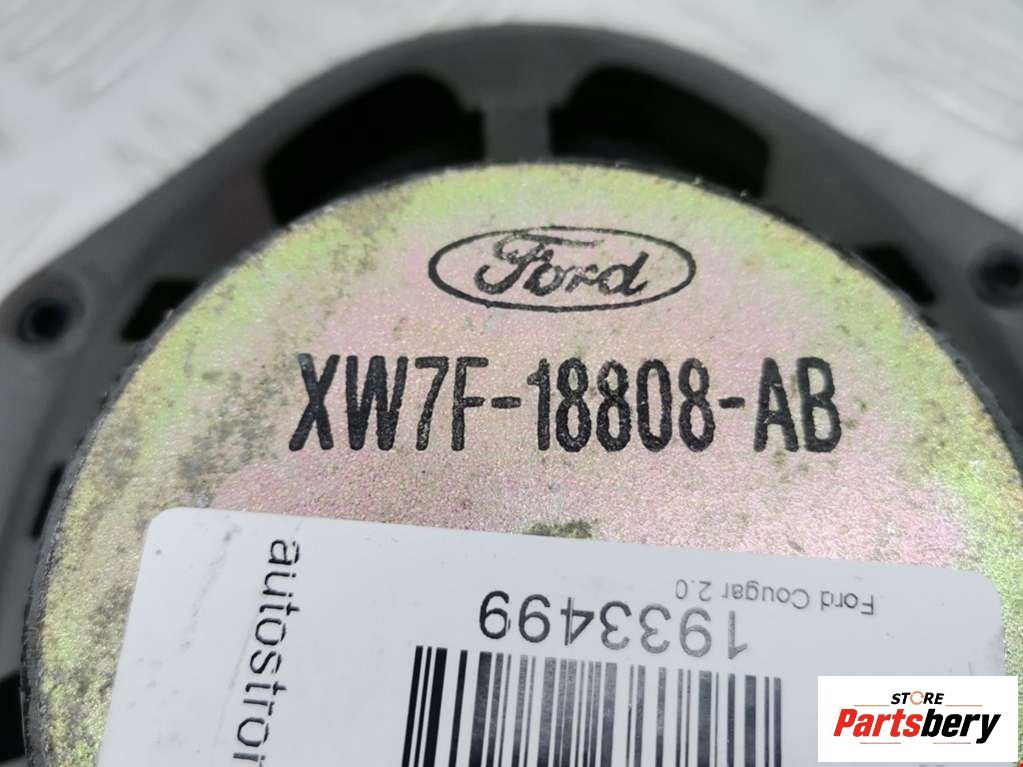 Ford
XW7F-18808-AB
Ford Cougar 2.0
1933499
STORE
Partsbery